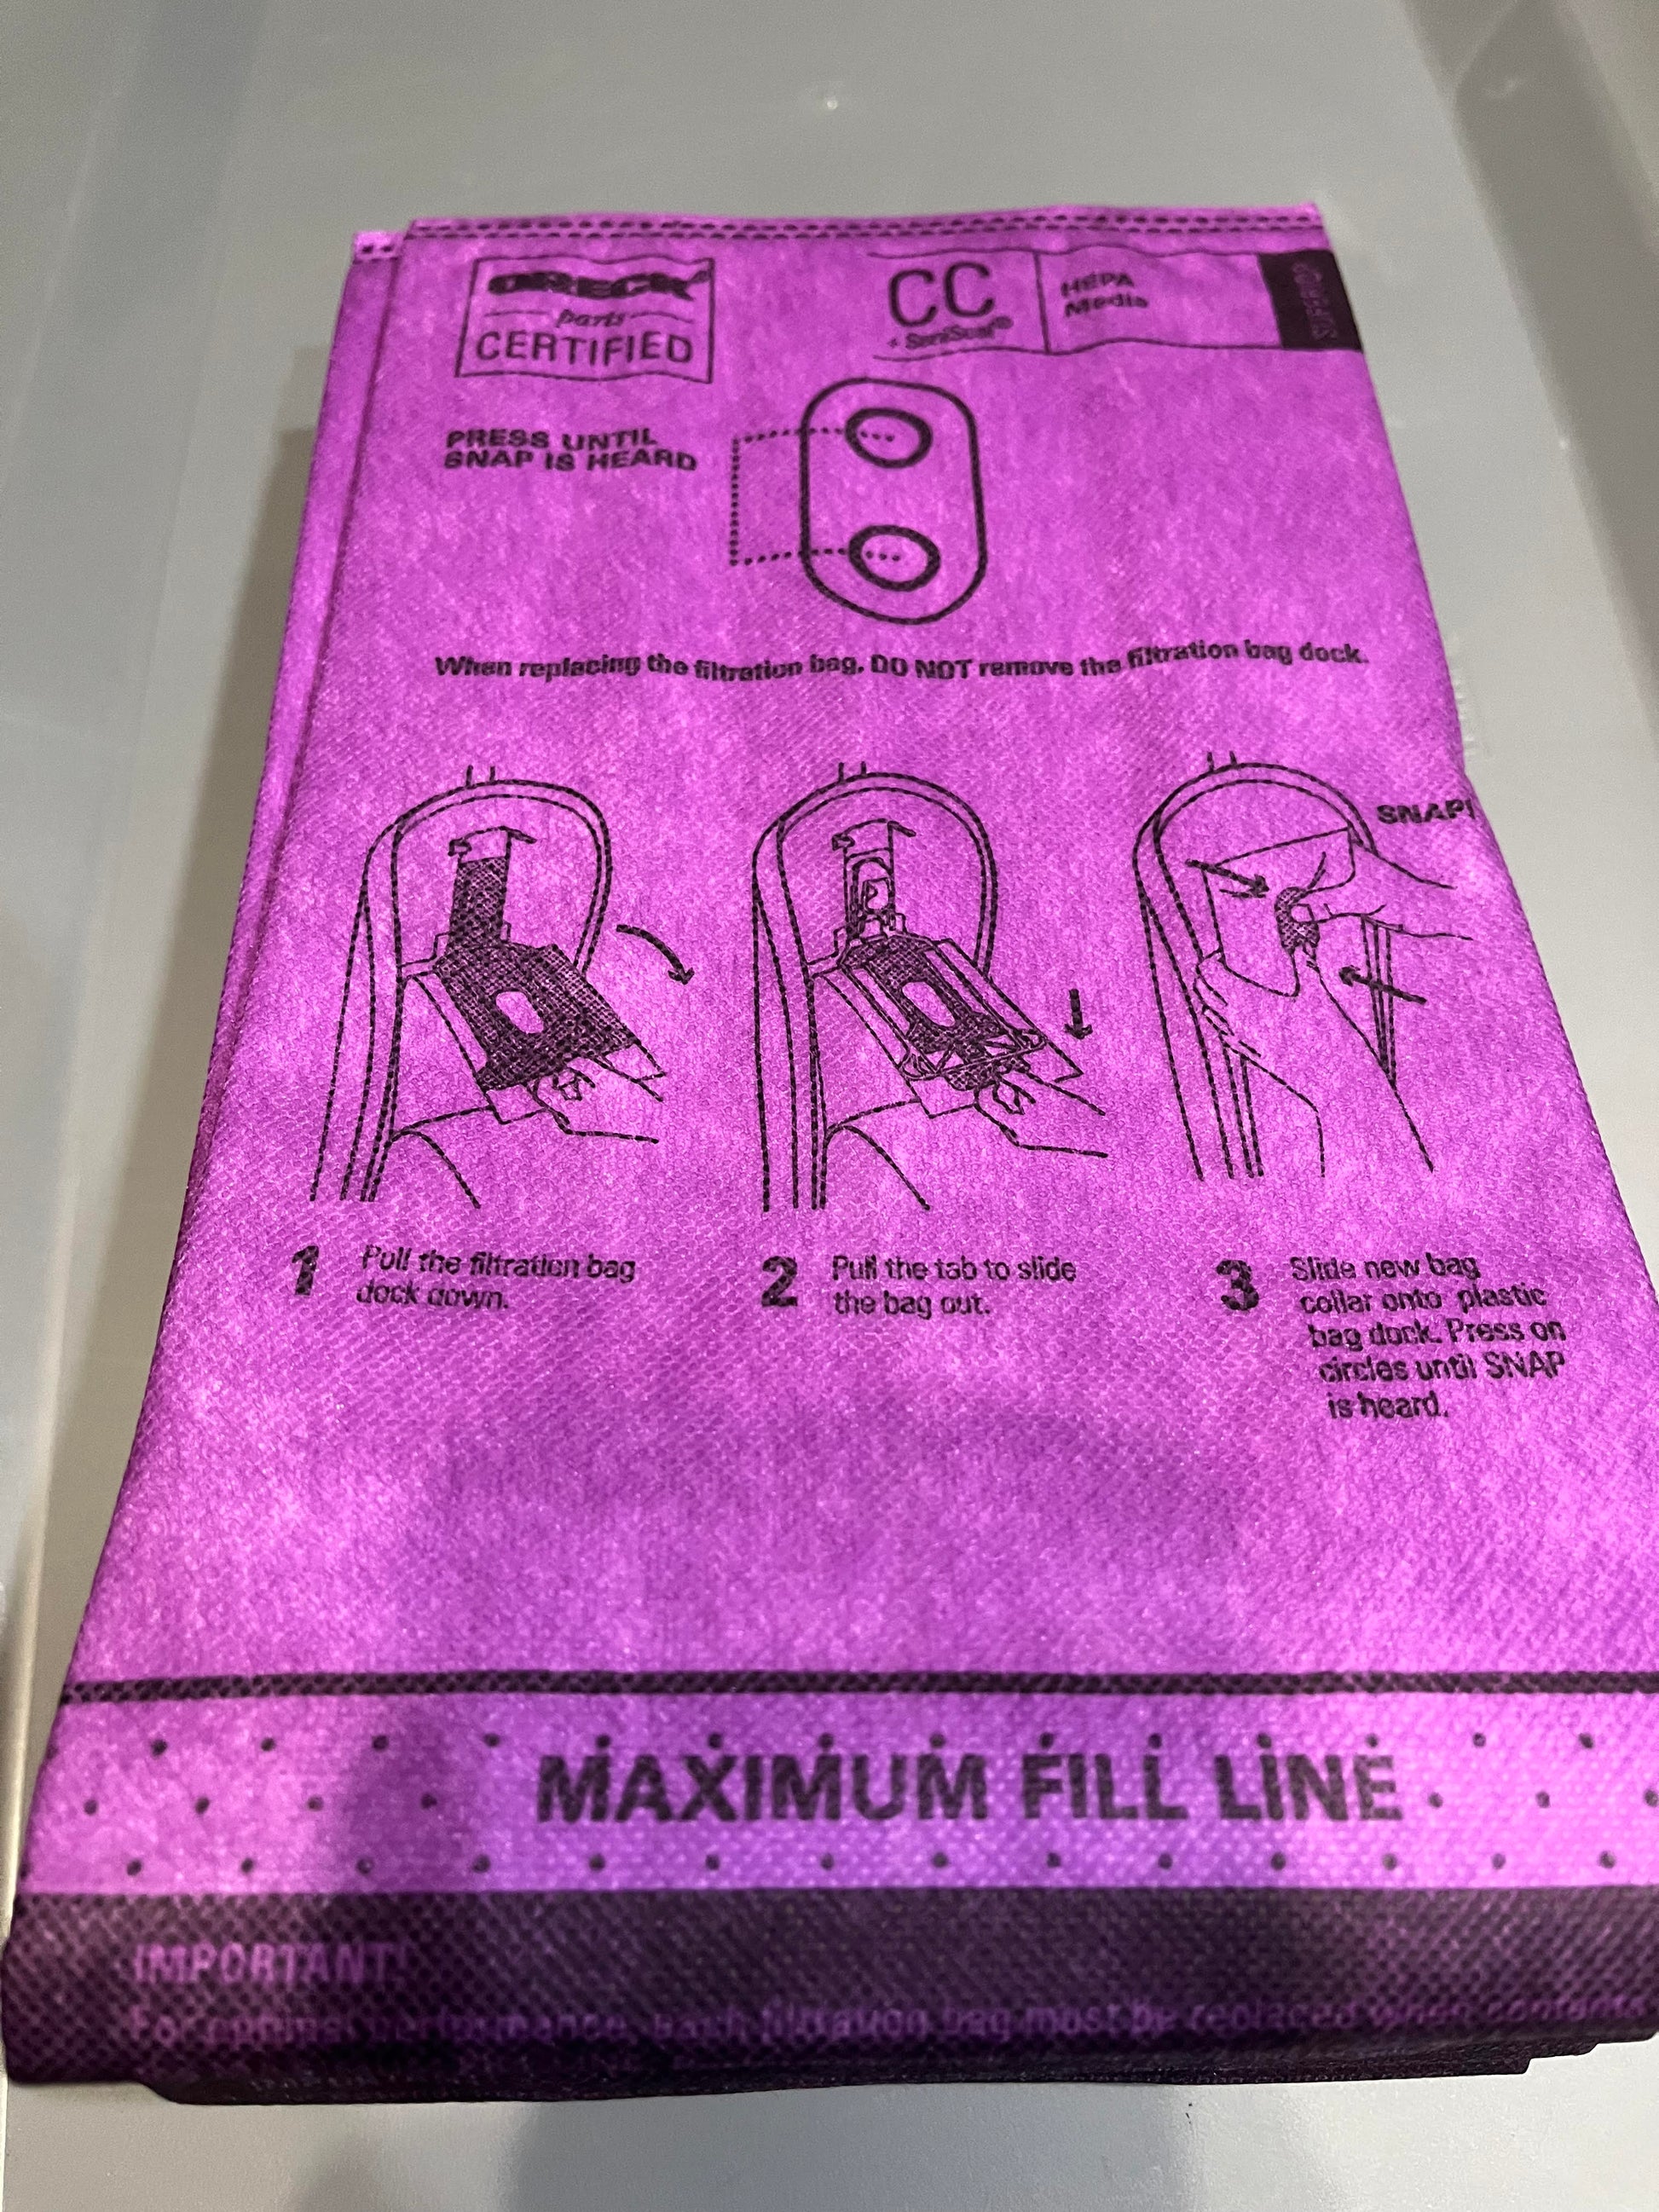 ORECK®
parts
CERTIFIED
CC
+ SaniSeal®
HEPA
Media
SUPERIOR
PRESS UNTIL
SNAP IS HEARD
When replacing the filtration bag, DO NOT remove the filtration bag dock.
SNAP!
1 Pull the filtration bag
dock down.
2 Pull the tab to slide
the bag out.
3 Slide new bag
collar onto plastic
bag dock. Press on
circles until SNAP
is heard.
MAXIMUM FILL LINE
IMPORTANT!
For optimal performance, each filtration bag must be replaced when contents